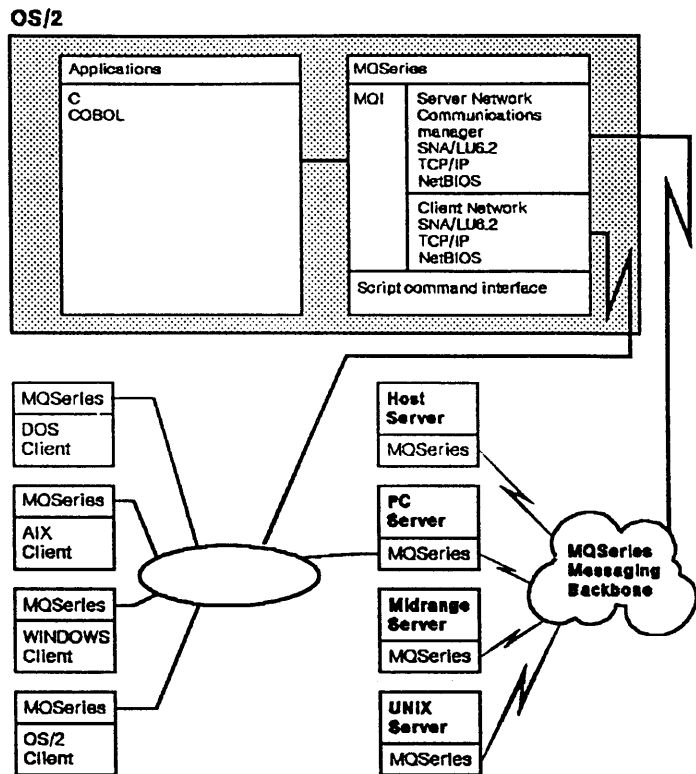 OS/2
Applications
C
COBOL
MQSeries
MQI
Server Network
Communications
manager
SNA/LU6.2
TCP/IP
NetBIOS
Client Network
SNA/LU6.2
TCP/IP
NetBIOS
Script command interface
MQSeries
DOS
Client
MQSeries
AIX
Client
MQSeries
WINDOWS
Client
MQSeries
OS/2
Client
Host
Server
MQSeries
PC
Server
MQSeries
Midrange
Server
MQSeries
UNIX
Server
MQSeries
MQSeries
Messaging
Backbone